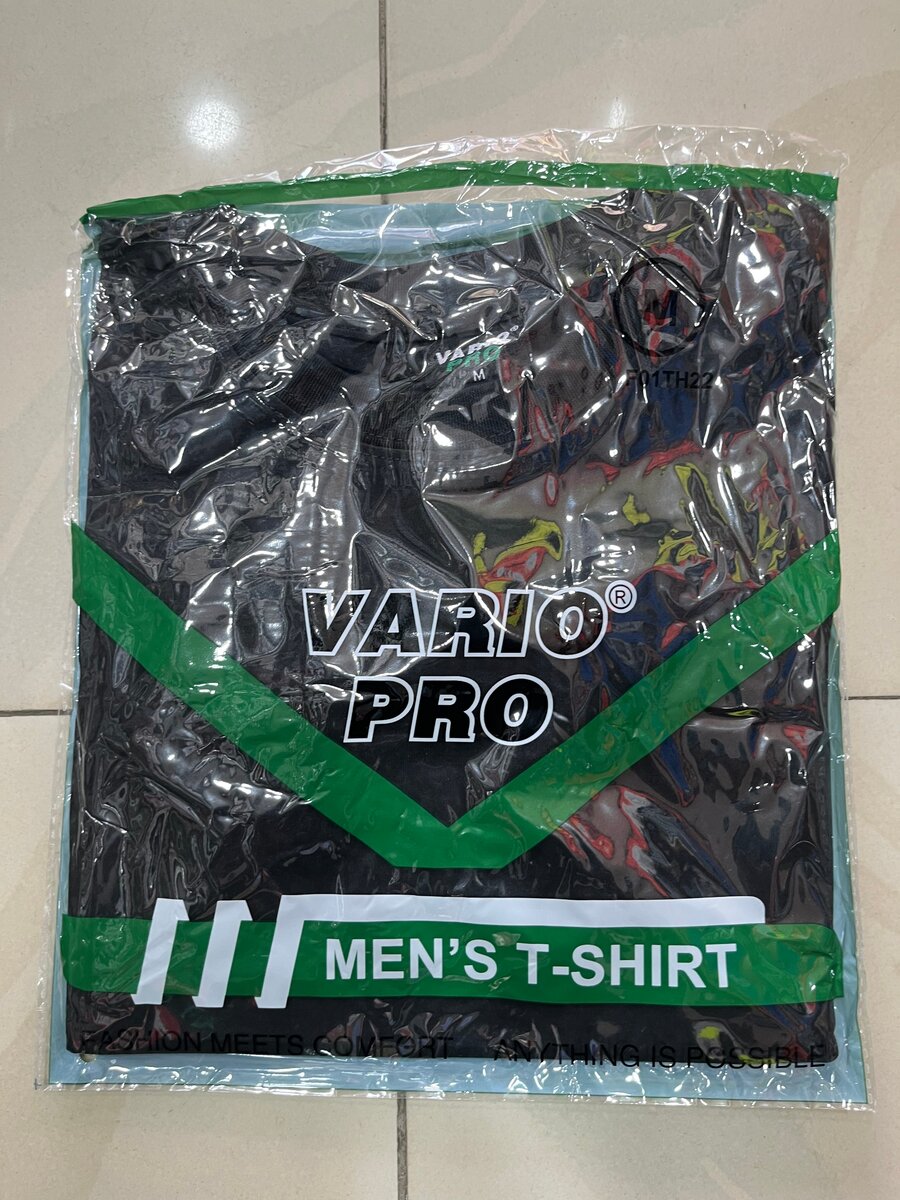 M
F01TH22
VARIO®
PRO
M
VARIO®
PRO
MEN'S T-SHIRT
FASHION MEETS COMFORT ANYTHING IS POSSIBLE